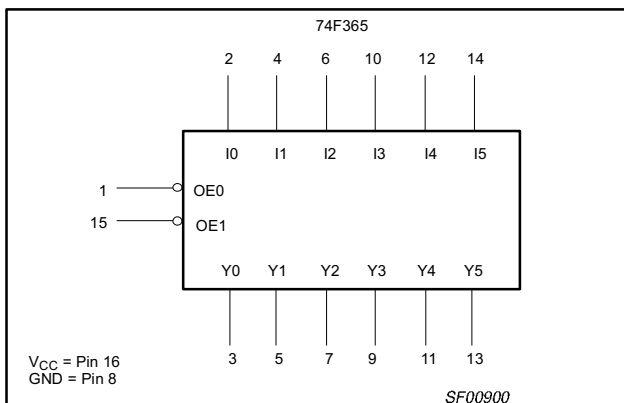 74F365
2 4 6 10 12 14
I0 I1 I2 I3 I4 I5
1 OE0
15 OE1
Y0 Y1 Y2 Y3 Y4 Y5
3 5 7 9 11 13
VCC = Pin 16
GND = Pin 8
SF00900